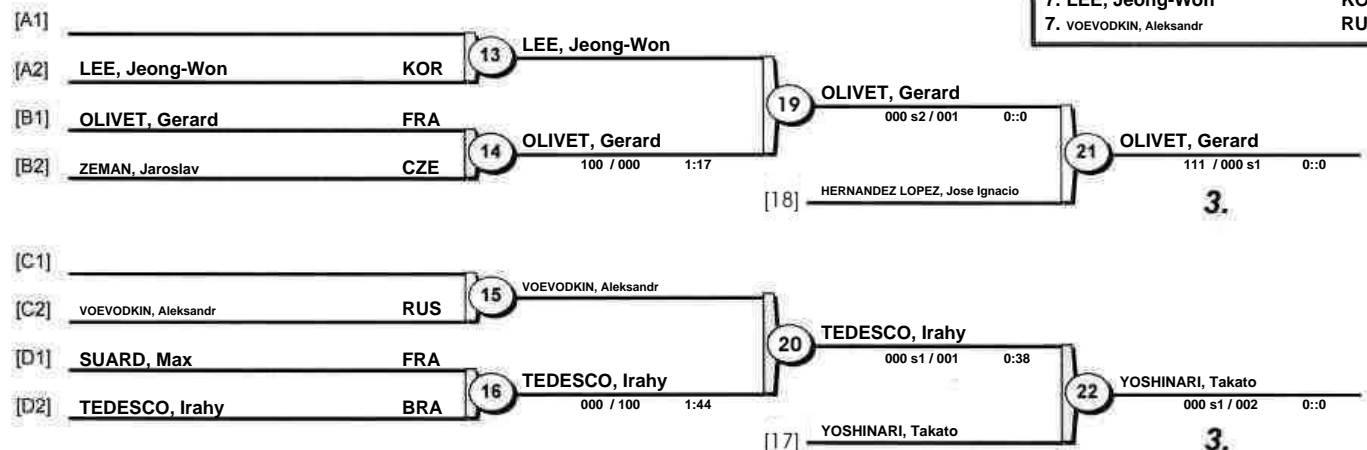 7. LEE, Jeong-Won KO
7. VOEVODKIN, Aleksandr RU
[A1]
13 LEE, Jeong-Won
[A2] LEE, Jeong-Won KOR
19 OLIVET, Gerard
000 s2 / 001 0::0
[B1] OLIVET, Gerard FRA
14 OLIVET, Gerard
100 / 000 1:17
21 OLIVET, Gerard
111 / 000 s1 0::0
[B2] ZEMAN, Jaroslav CZE
[18] HERNANDEZ LOPEZ, Jose Ignacio
3.
[C1]
15 VOEVODKIN, Aleksandr
[C2] VOEVODKIN, Aleksandr RUS
20 TEDESCO, Irahy
000 s1 / 001 0:38
[D1] SUARD, Max FRA
16 TEDESCO, Irahy
000 / 100 1:44
22 YOSHINARI, Takato
000 s1 / 002 0::0
[D2] TEDESCO, Irahy BRA
[17] YOSHINARI, Takato
3.